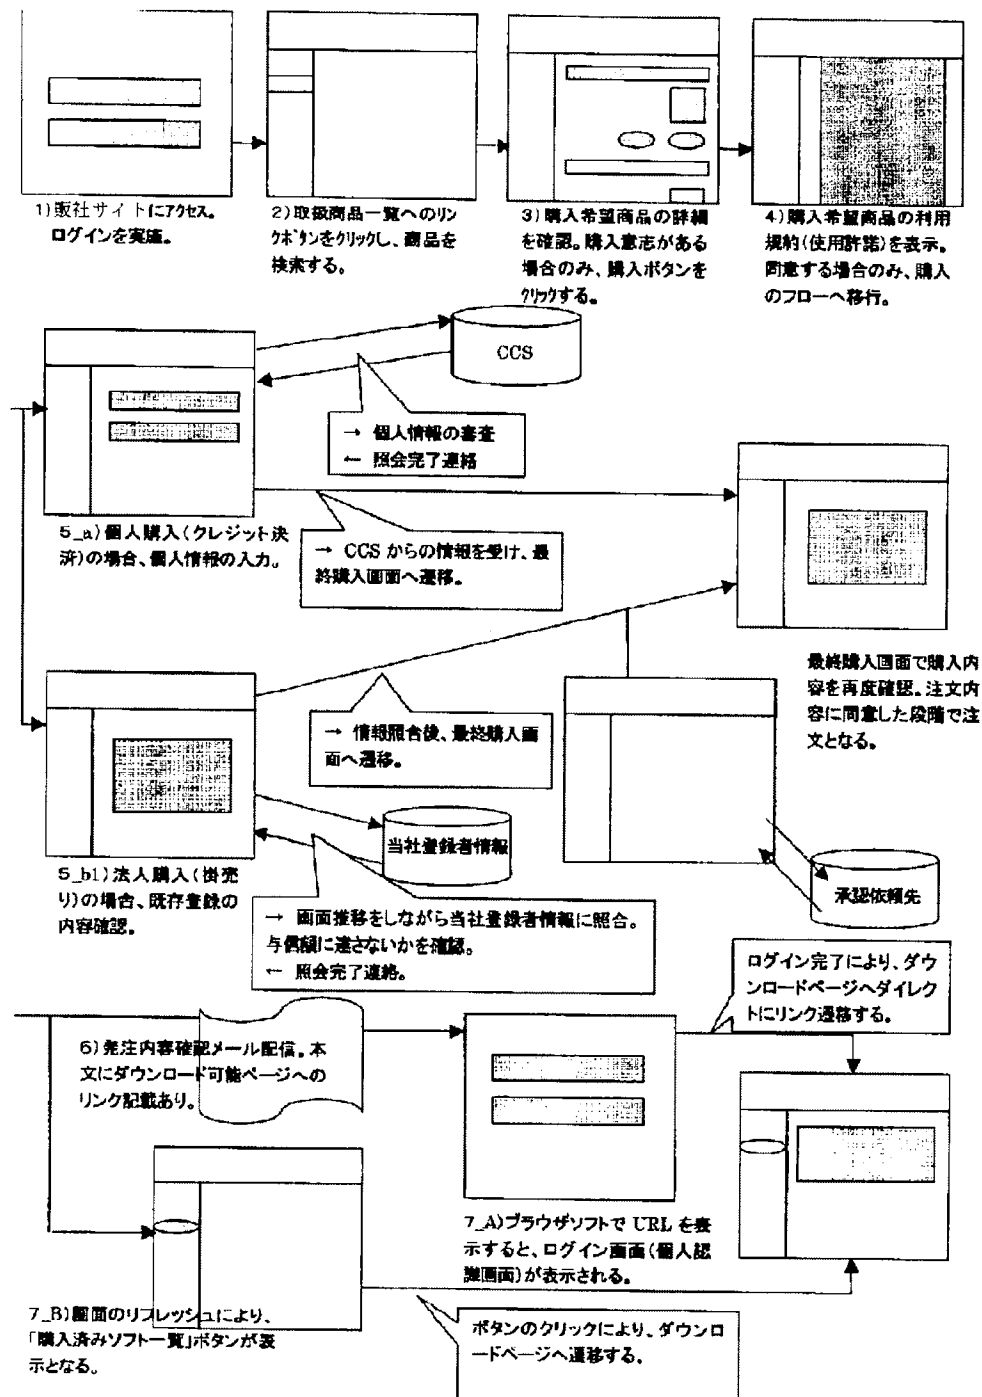 1)販社サイトにアクセス。
ログインを実施。
2)取扱商品一覧へのリン
クボタンをクリックし、商品を
検索する。
3)購入希望商品の詳細
を確認。購入意志がある
場合のみ、購入ボタンを
クリックする。
4)購入希望商品の利用
規約(使用許諾)を表示。
同意する場合のみ、購入
のフローへ移行。
CCS
→ 個人情報の審査
← 照会完了連絡
5_a)個人購入(クレジット決
済)の場合、個人情報の入力。
→ CCSからの情報を受け、最
終購入画面へ遷移。
最終購入画面で購入内
容を再度確認。注文内
容に同意した段階で注
文となる。
→ 情報照合後、最終購入画
面へ遷移。
当社登録者情報
5_b1)法人購入(掛売
り)の場合、既存登録の
内容確認。
承認依頼先
→ 画面推移をしながら当社登録者情報に照合。
与信額に達さないかを確認。
← 照会完了連絡。
ログイン完了により、ダウ
ンロードページへダイレク
トにリンク遷移する。
6)発注内容確認メール配信。本
文にダウンロード可能ページへの
リンク記載あり。
7_A)ブラウザソフトで URL を表
示すると、ログイン画面(個人認
識画面)が表示される。
7_B)画面のリフレッシュにより、
「購入済みソフト一覧」ボタンが表
示となる。
ボタンのクリックにより、ダウンロ
ードページへ遷移する。